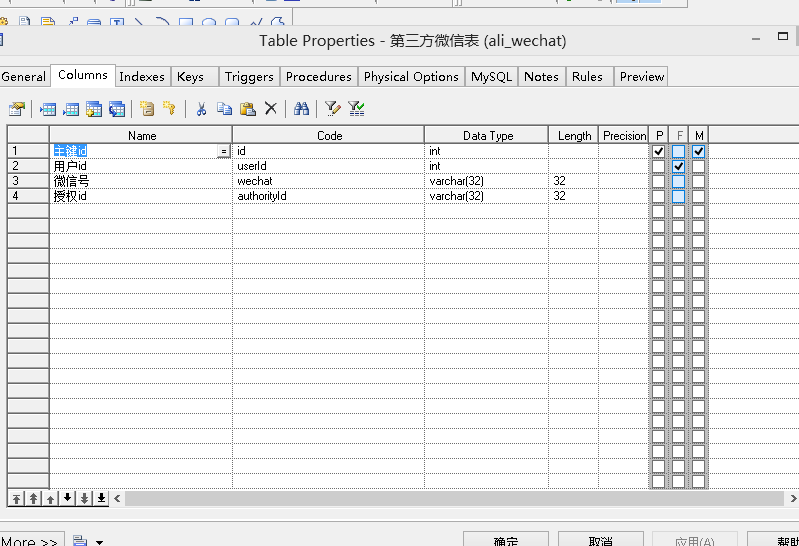 Table Properties - 第三方微信表 (ali_wechat)
General Columns Indexes Keys Triggers Procedures Physical Options MySQL Notes Rules Preview
Name Code Data Type Length Precision P F M
1 主键id = id int
2 用户id userId int
3 微信号 wechat varchar(32) 32
4 授权id authorityId varchar(32) 32
More >> 确定 取消 应用(A) 帮助